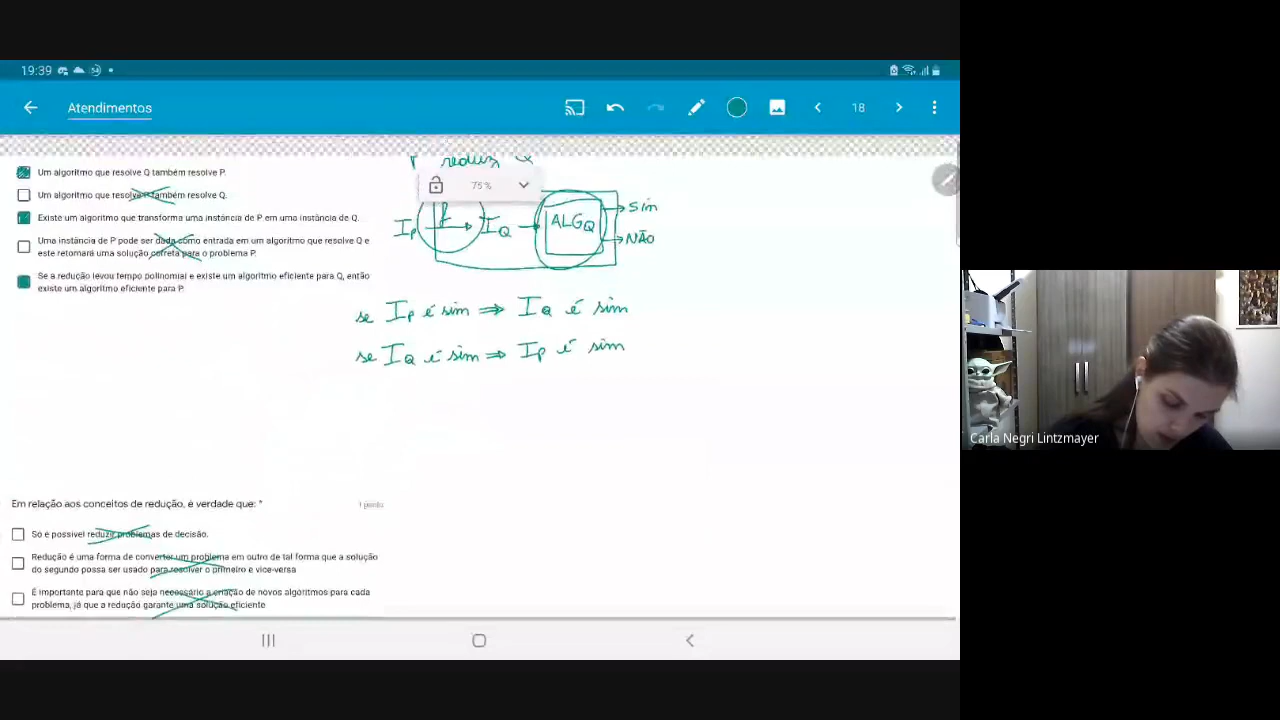 19:39
Atendimentos
18
reduz Q
75%
Um algoritmo que resolve Q também resolve P.
Um algoritmo que resolve P também resolve Q.
Existe um algoritmo que transforma uma instância de P em uma instância de Q.
Uma instância de P pode ser dada como entrada em um algoritmo que resolve Q e
este retornará uma solução correta para o problema P.
Se a redução levou tempo polinomial e existe um algoritmo eficiente para Q, então
existe um algoritmo eficiente para P.
IP f IQ ALGQ SIM
NÃO
se IP é sim ⇒ IQ é sim
se IQ é sim ⇒ IP é sim
Carla Negri Lintzmayer
Em relação aos conceitos de redução, é verdade que: *
1 ponto
Só é possível reduzir problemas de decisão.
Redução é uma forma de converter um problema em outro de tal forma que a solução
do segundo possa ser usado para resolver o primeiro e vice-versa
É importante para que não seja necessário a criação de novos algoritmos para cada
problema, já que a redução garante uma solução eficiente